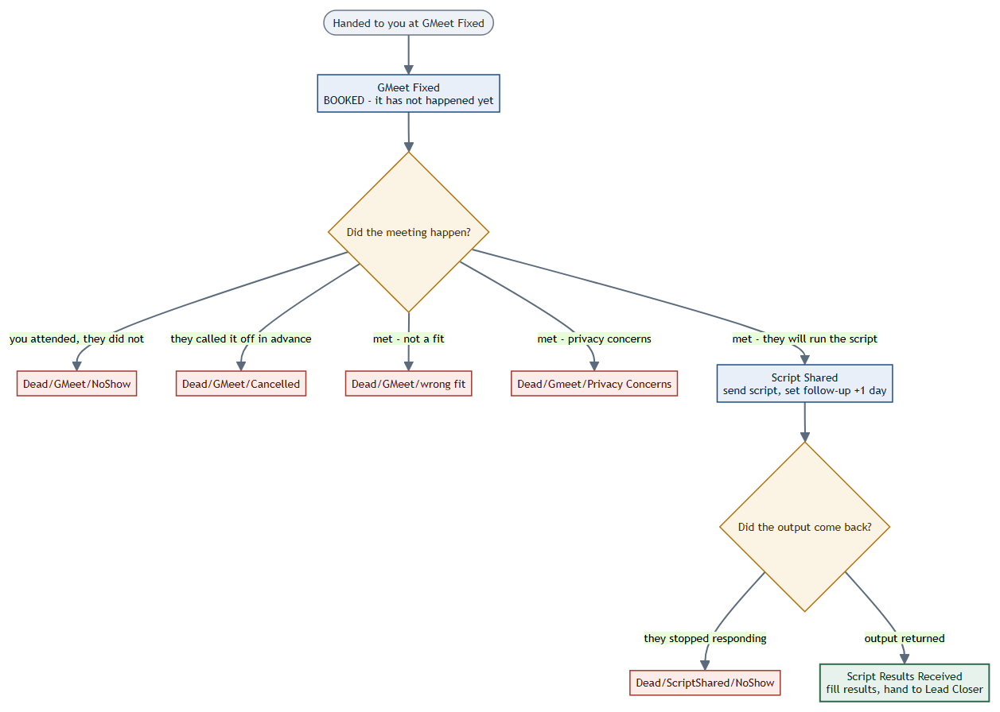 Handed to you at GMeet Fixed
GMeet Fixed
BOOKED - it has not happened yet
Did the meeting happen?
you attended, they did not
they called it off in advance
met - not a fit
met - privacy concerns
met - they will run the script
Dead/GMeet/NoShow
Dead/GMeet/Cancelled
Dead/GMeet/wrong fit
Dead/Gmeet/Privacy Concerns
Script Shared
send script, set follow-up +1 day
Did the output come back?
they stopped responding
output returned
Dead/ScriptShared/NoShow
Script Results Received
fill results, hand to Lead Closer